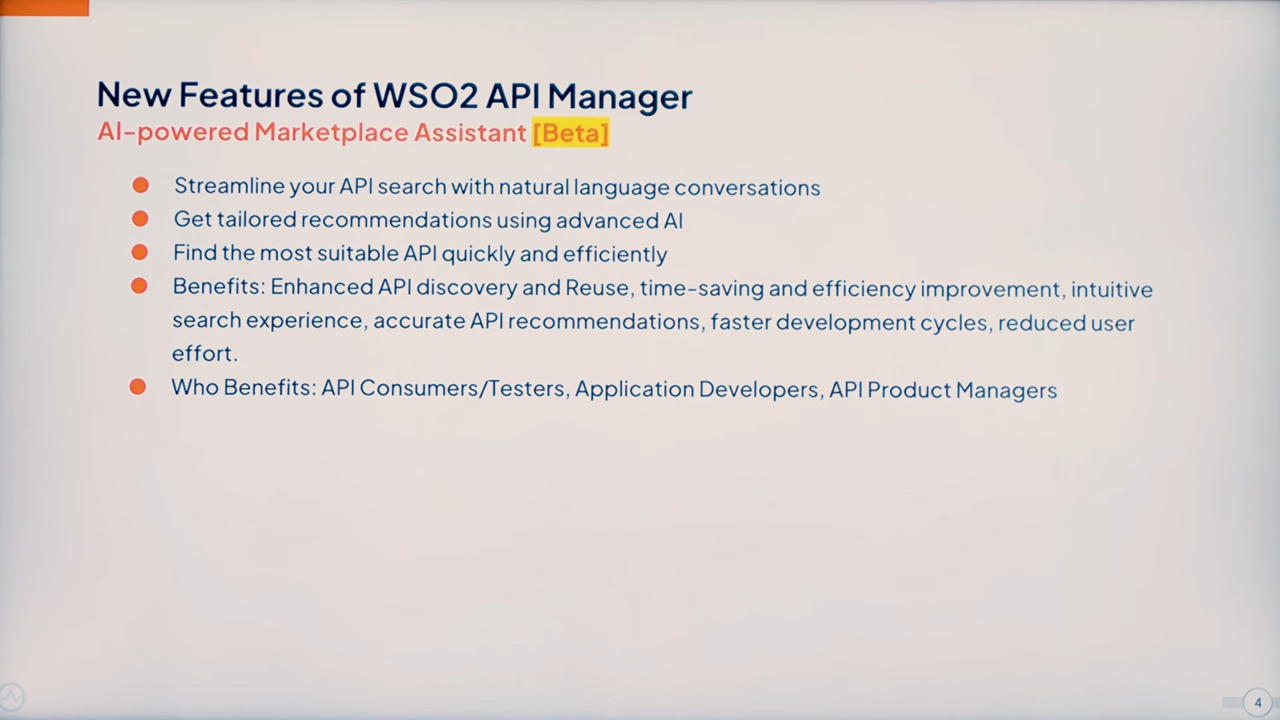 New Features of WSO2 API Manager
AI-powered Marketplace Assistant [Beta]
Streamline your API search with natural language conversations
Get tailored recommendations using advanced AI
Find the most suitable API quickly and efficiently
Benefits: Enhanced API discovery and Reuse, time-saving and efficiency improvement, intuitive
search experience, accurate API recommendations, faster development cycles, reduced user
effort.
Who Benefits: API Consumers/Testers, Application Developers, API Product Managers
4